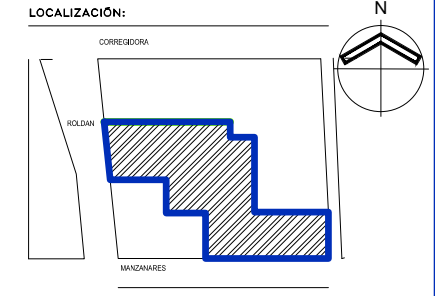 LOCALIZACIÓN:
N
CORREGIDORA
ROLDAN
MANZANARES